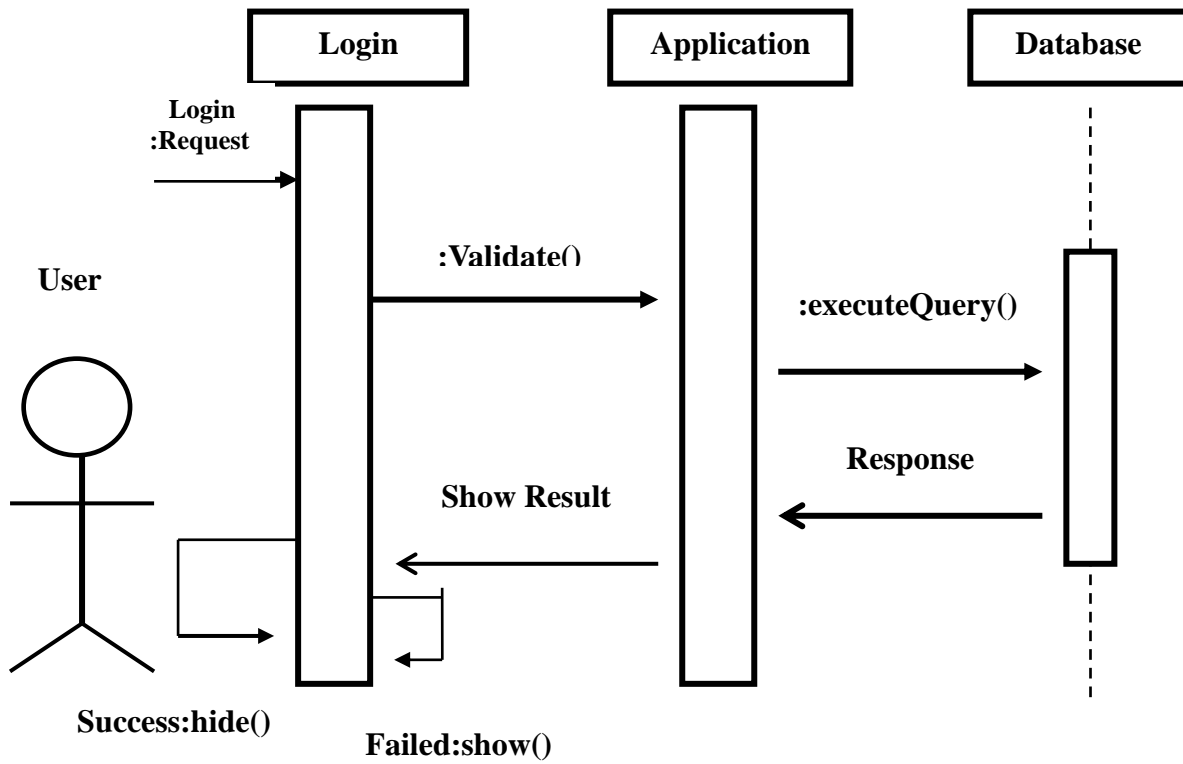 Login
Application
Database
Login
:Request
:Validate()
User
:executeQuery()
Response
Show Result
Success:hide()
Failed:show()